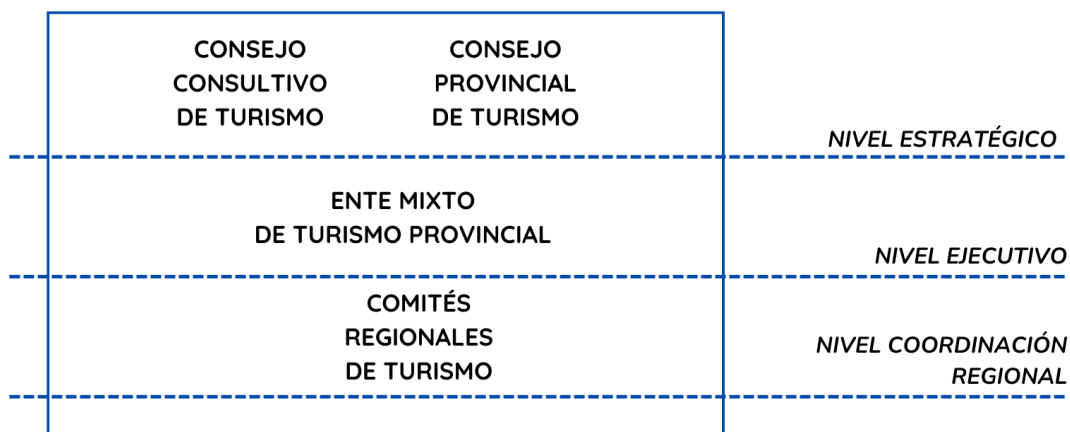 CONSEJO
CONSULTIVO
DE TURISMO
CONSEJO
PROVINCIAL
DE TURISMO
NIVEL ESTRATÉGICO
ENTE MIXTO
DE TURISMO PROVINCIAL
NIVEL EJECUTIVO
COMITÉS
REGIONALES
DE TURISMO
NIVEL COORDINACIÓN
REGIONAL